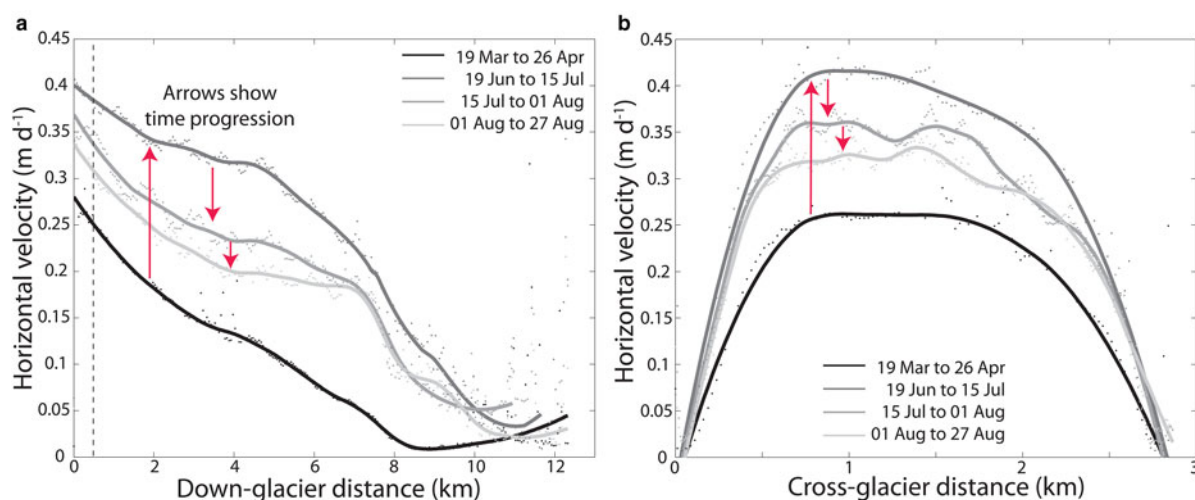 a
0.45
0.4
0.35
0.3
0.25
0.2
0.15
0.1
0.05
0
0
2
4
6
8
10
12
Horizontal velocity (m d⁻¹)
Down-glacier distance (km)
Arrows show
time progression
19 Mar to 26 Apr
19 Jun to 15 Jul
15 Jul to 01 Aug
01 Aug to 27 Aug
b
0.45
0.4
0.35
0.3
0.25
0.2
0.15
0.1
0.05
0
0
1
2
3
Horizontal velocity (m d⁻¹)
Cross-glacier distance (km)
19 Mar to 26 Apr
19 Jun to 15 Jul
15 Jul to 01 Aug
01 Aug to 27 Aug